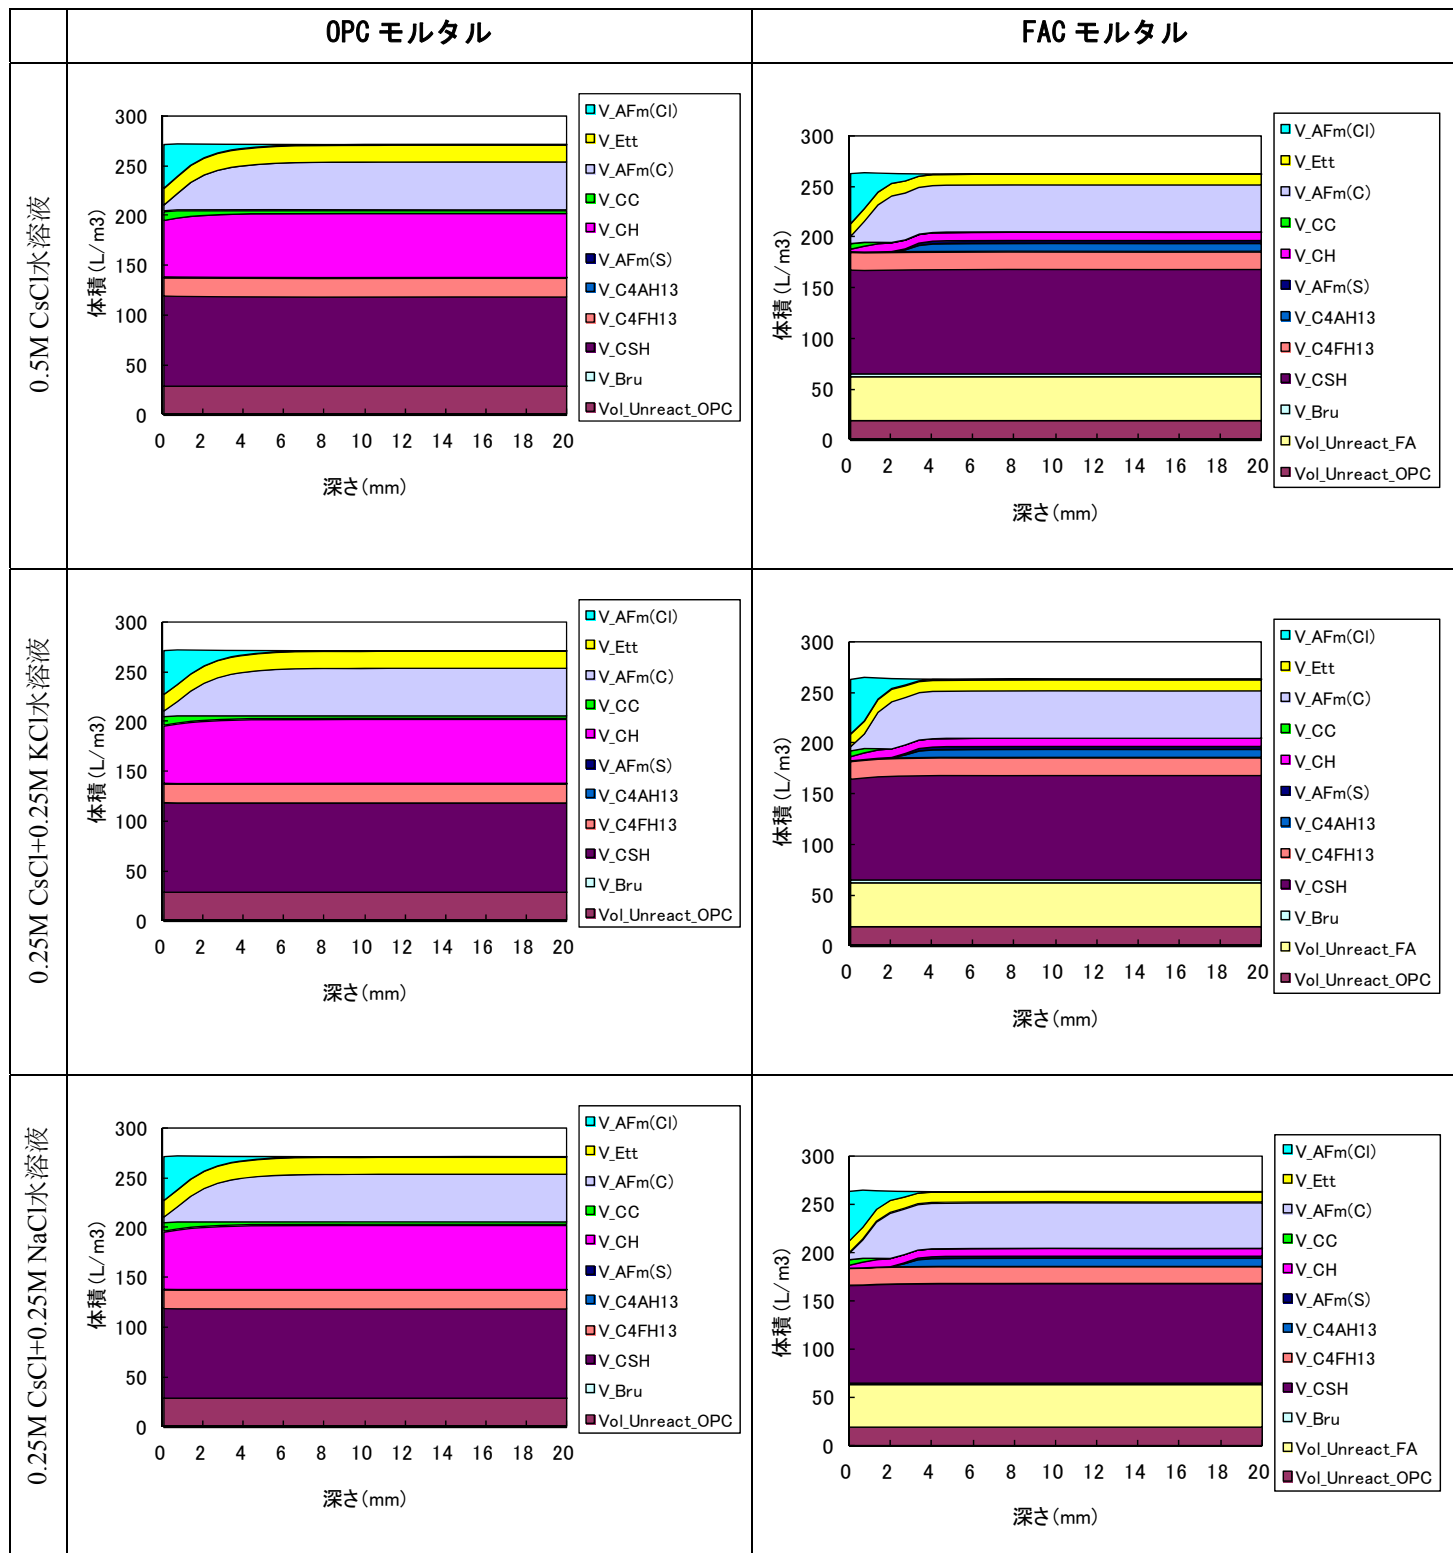 OPC モルタル
FAC モルタル
0.5M CsCl水溶液
300
250
200
150
100
50
0
体積(L/m3)
0 2 4 6 8 10 12 14 16 18 20
深さ(mm)
V_AFm(Cl)
V_Ett
V_AFm(C)
V_CC
V_CH
V_AFm(S)
V_C4AH13
V_C4FH13
V_CSH
V_Bru
Vol_Unreact_OPC
300
250
200
150
100
50
0
体積(L/m3)
0 2 4 6 8 10 12 14 16 18 20
深さ(mm)
V_AFm(Cl)
V_Ett
V_AFm(C)
V_CC
V_CH
V_AFm(S)
V_C4AH13
V_C4FH13
V_CSH
V_Bru
Vol_Unreact_FA
Vol_Unreact_OPC
0.25M CsCl+0.25M KCl水溶液
300
250
200
150
100
50
0
体積(L/m3)
0 2 4 6 8 10 12 14 16 18 20
深さ(mm)
V_AFm(Cl)
V_Ett
V_AFm(C)
V_CC
V_CH
V_AFm(S)
V_C4AH13
V_C4FH13
V_CSH
V_Bru
Vol_Unreact_OPC
300
250
200
150
100
50
0
体積(L/m3)
0 2 4 6 8 10 12 14 16 18 20
深さ(mm)
V_AFm(Cl)
V_Ett
V_AFm(C)
V_CC
V_CH
V_AFm(S)
V_C4AH13
V_C4FH13
V_CSH
V_Bru
Vol_Unreact_FA
Vol_Unreact_OPC
0.25M CsCl+0.25M NaCl水溶液
300
250
200
150
100
50
0
体積(L/m3)
0 2 4 6 8 10 12 14 16 18 20
深さ(mm)
V_AFm(Cl)
V_Ett
V_AFm(C)
V_CC
V_CH
V_AFm(S)
V_C4AH13
V_C4FH13
V_CSH
V_Bru
Vol_Unreact_OPC
300
250
200
150
100
50
0
体積(L/m3)
0 2 4 6 8 10 12 14 16 18 20
深さ(mm)
V_AFm(Cl)
V_Ett
V_AFm(C)
V_CC
V_CH
V_AFm(S)
V_C4AH13
V_C4FH13
V_CSH
V_Bru
Vol_Unreact_FA
Vol_Unreact_OPC